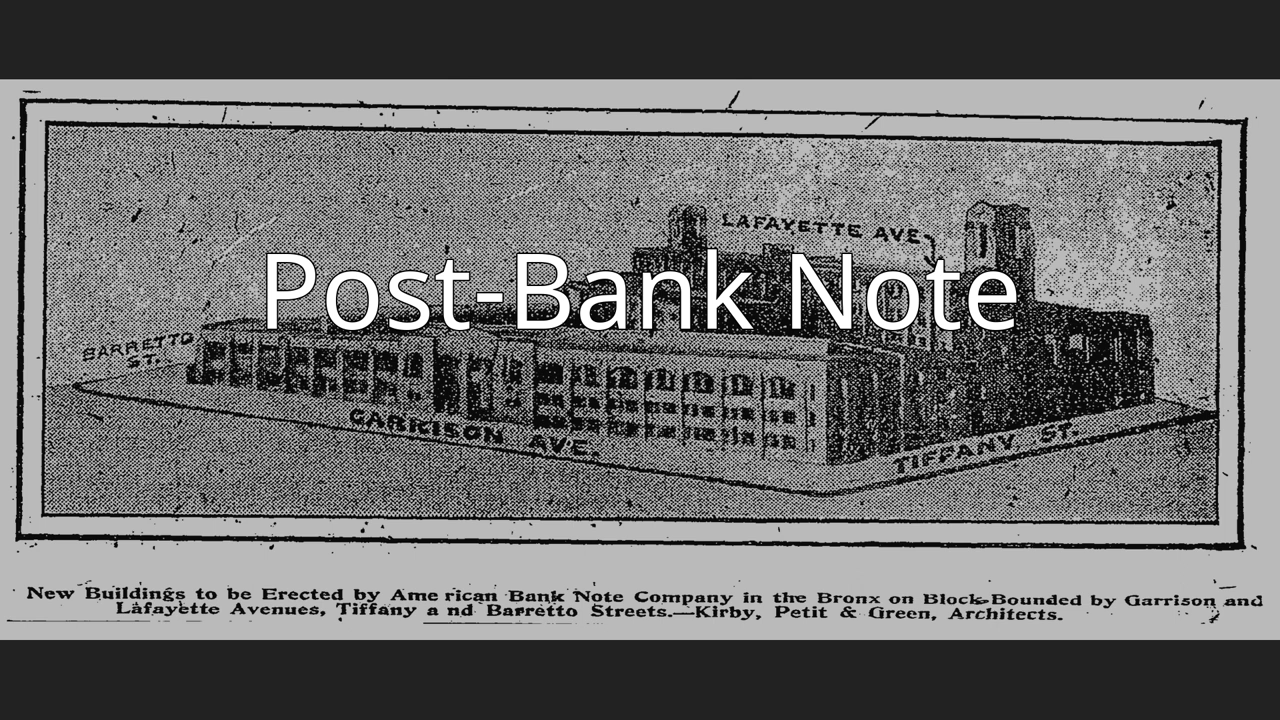 LAFAYETTE AVE.
Post-Bank Note
BARRETTO
ST.
GARRISON AVE.
TIFFANY ST.
New Buildings to be Erected by American Bank Note Company in the Bronx on Block Bounded by Garrison and
Lafayette Avenues, Tiffany and Barretto Streets.—Kirby, Petit & Green, Architects.